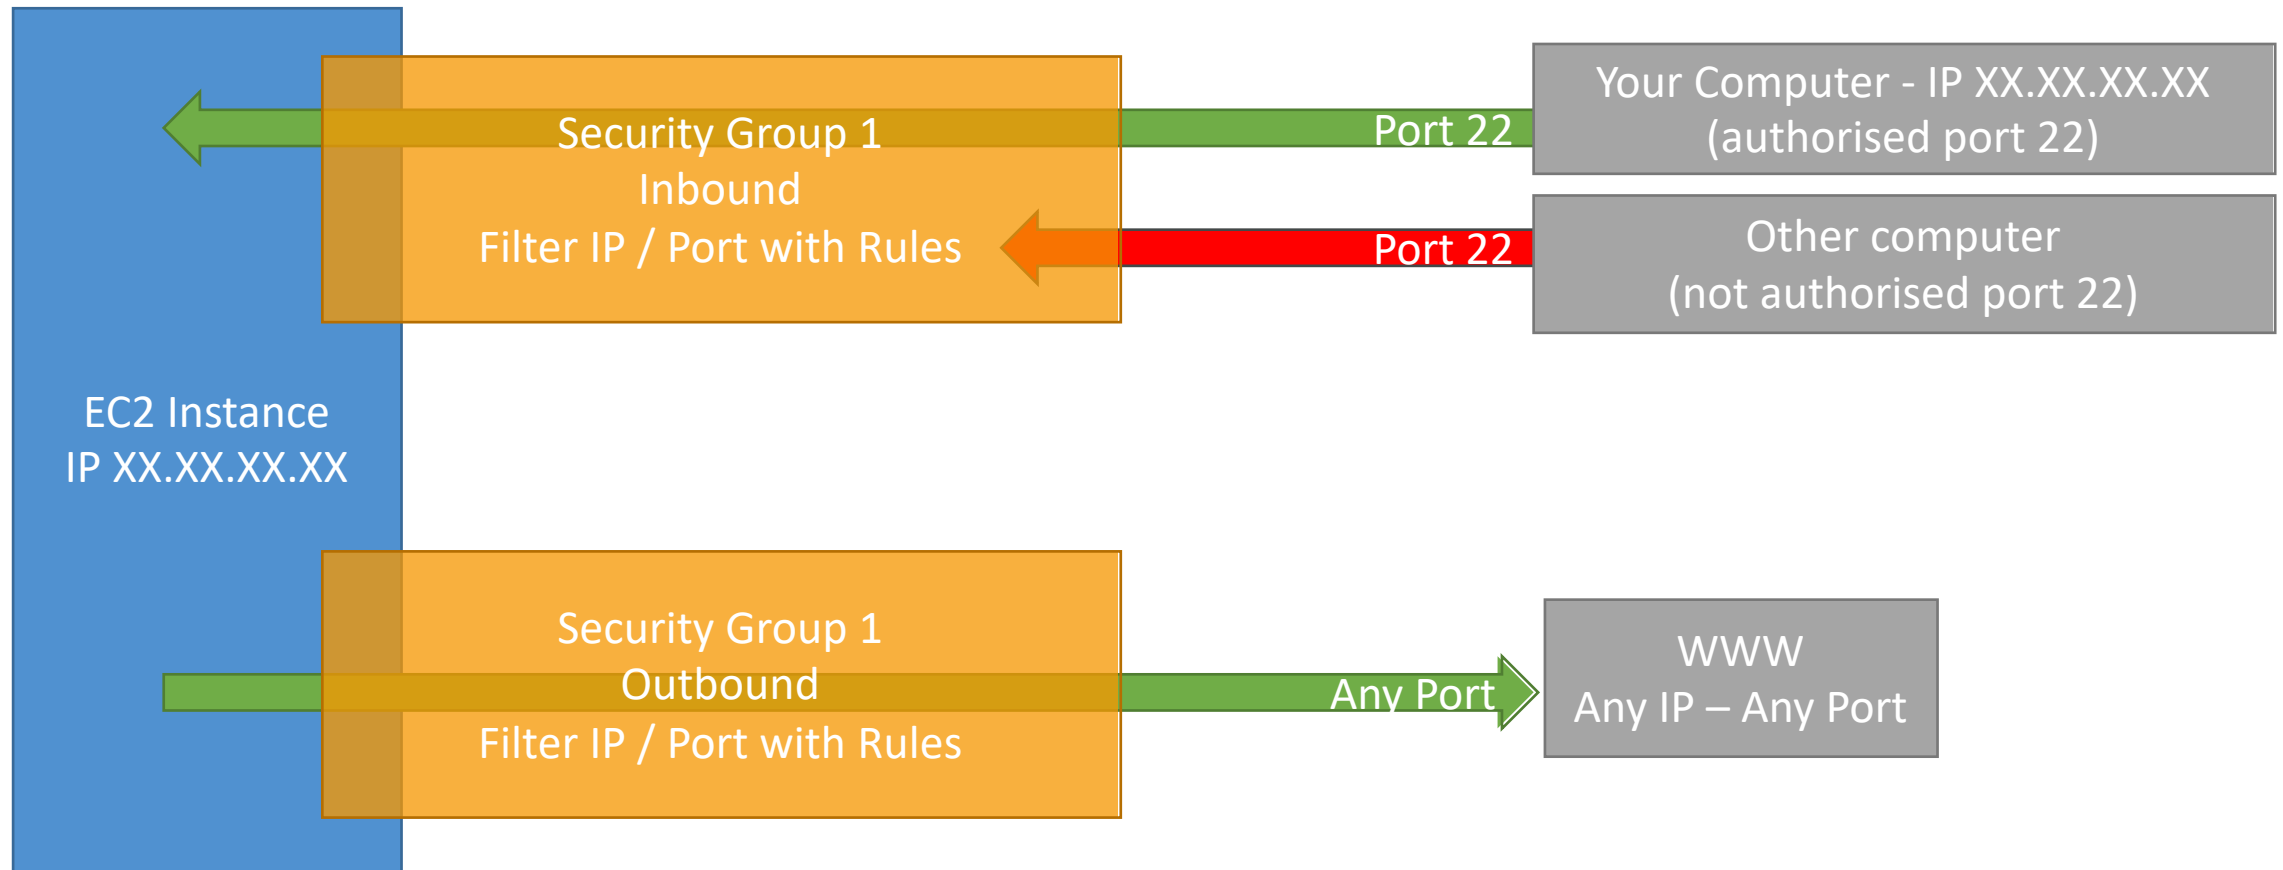 Your Computer - IP XX.XX.XX.XX
(authorised port 22)
Port 22
Security Group 1
Inbound
Filter IP / Port with Rules
Port 22
Other computer
(not authorised port 22)
EC2 Instance
IP XX.XX.XX.XX
Security Group 1
Outbound
Filter IP / Port with Rules
Any Port
WWW
Any IP – Any Port